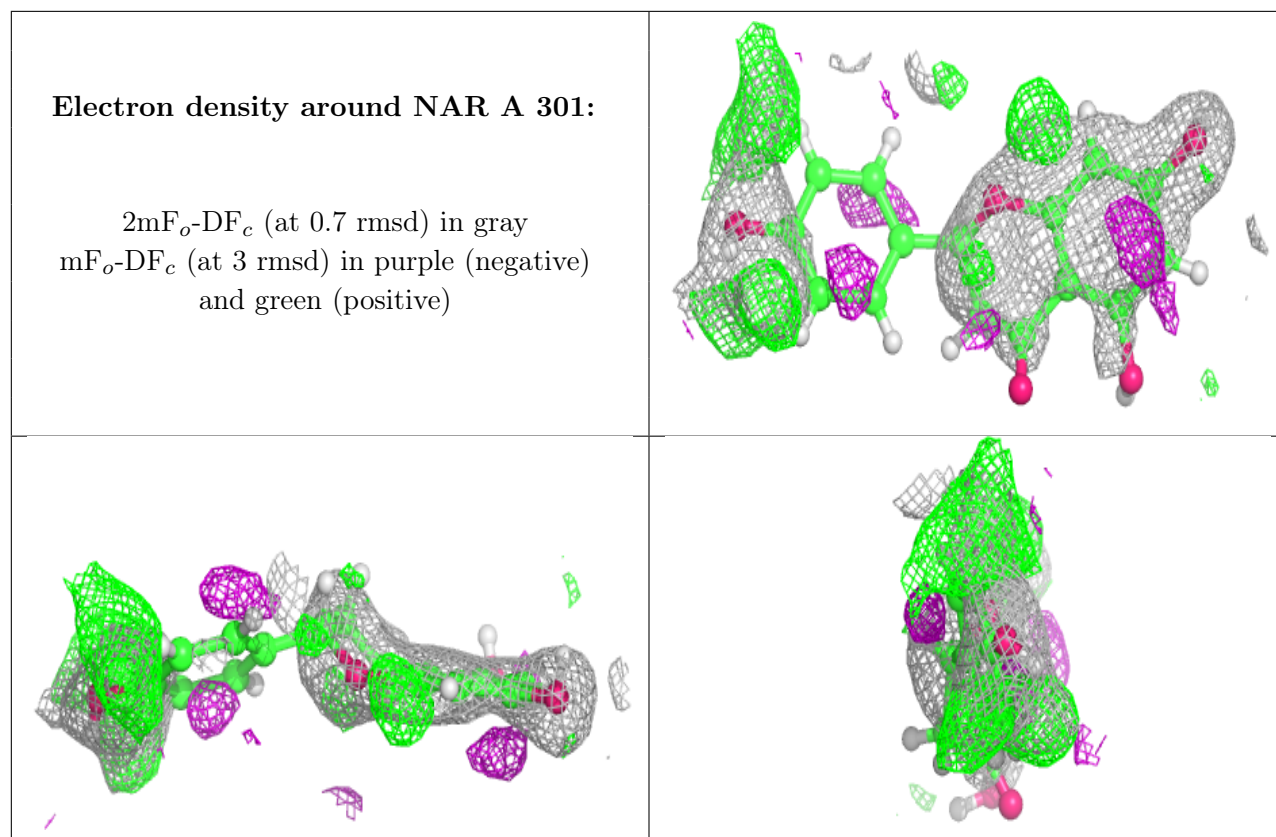 Electron density around NAR A 301:
2mFₒ-DF𝒸 (at 0.7 rmsd) in gray
mFₒ-DF𝒸 (at 3 rmsd) in purple (negative)
and green (positive)